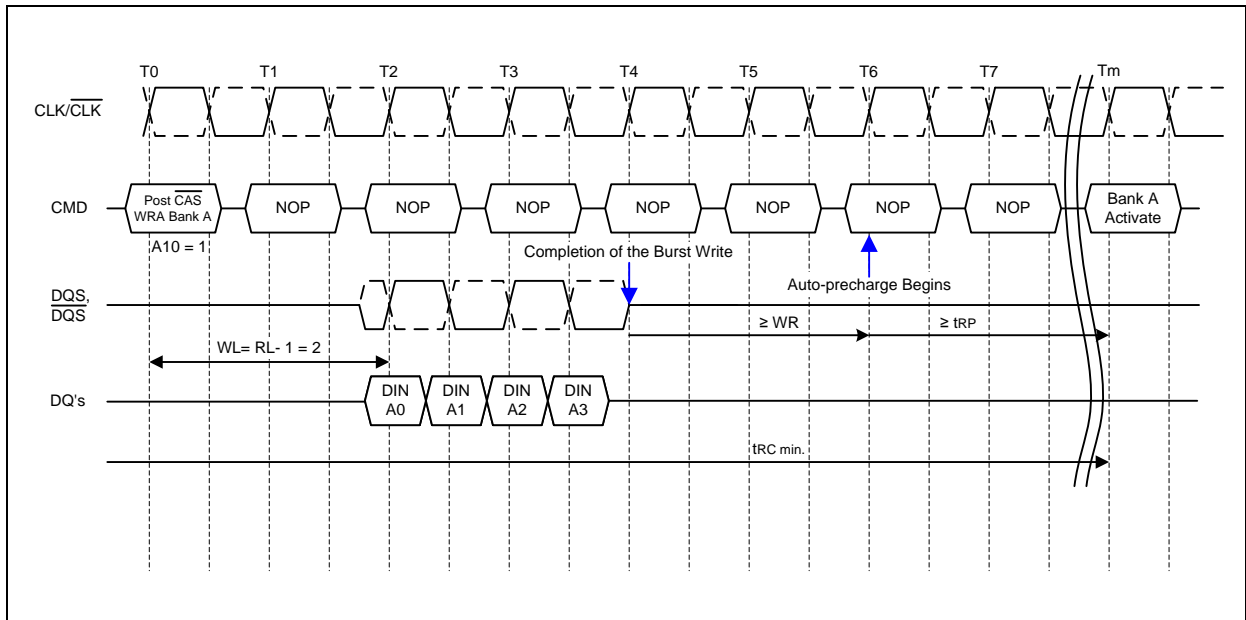 T0 T1 T2 T3 T4 T5 T6 T7 Tm
CLK/CLK
CMD
Post CAS
WRA Bank A
NOP NOP NOP NOP NOP NOP NOP
Bank A
Activate
A10 = 1
Completion of the Burst Write
Auto-precharge Begins
DQS,
DQS
≥ WR
≥ tRP
WL= RL- 1 = 2
DQ's
DIN
A0
DIN
A1
DIN
A2
DIN
A3
tRC min.